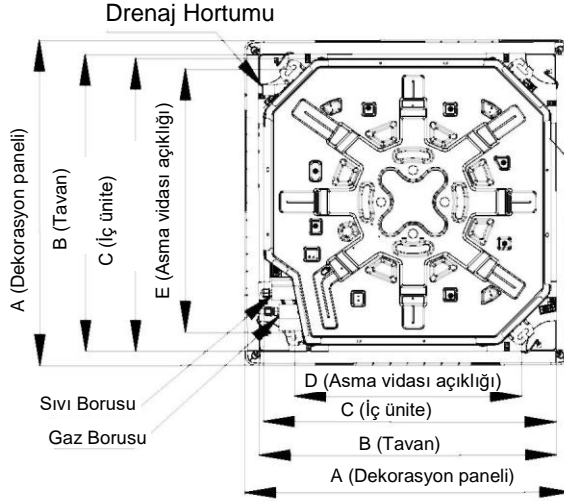 Drenaj Hortumu
A (Dekorasyon paneli)
B (Tavan)
C (İç ünite)
E (Asma vidası açıklığı)
Sıvı Borusu
Gaz Borusu
D (Asma vidası açıklığı)
C (İç ünite)
B (Tavan)
A (Dekorasyon paneli)